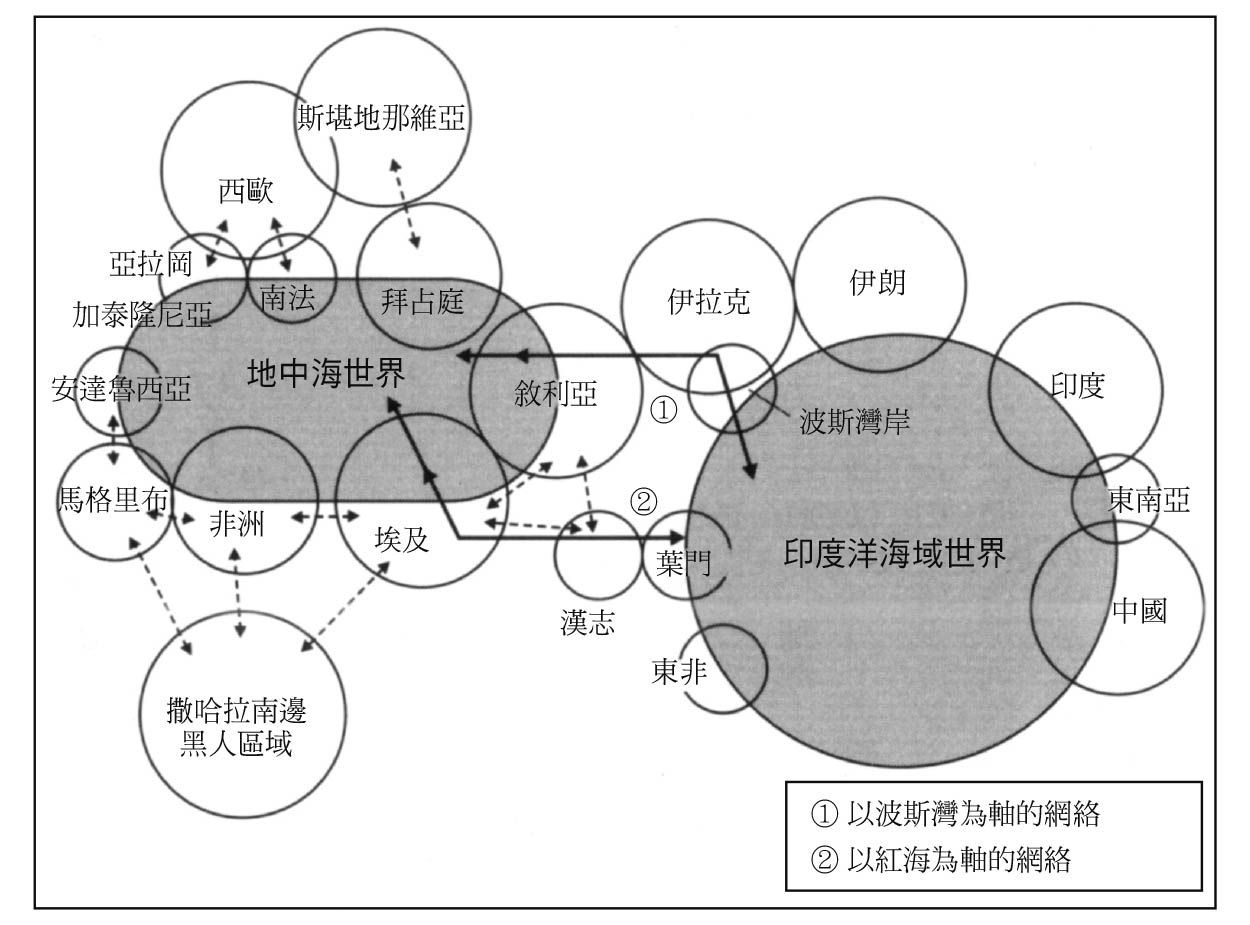 斯堪地那維亞
西歐
亞拉岡
加泰隆尼亞
南法
拜占庭
伊拉克
伊朗
地中海世界
安達魯西亞
敘利亞
①
波斯灣岸
印度
馬格里布
非洲
埃及
②
葉門
漢志
印度洋海域世界
東南亞
中國
東非
撒哈拉南邊
黑人區域
① 以波斯灣為軸的網絡
② 以紅海為軸的網絡